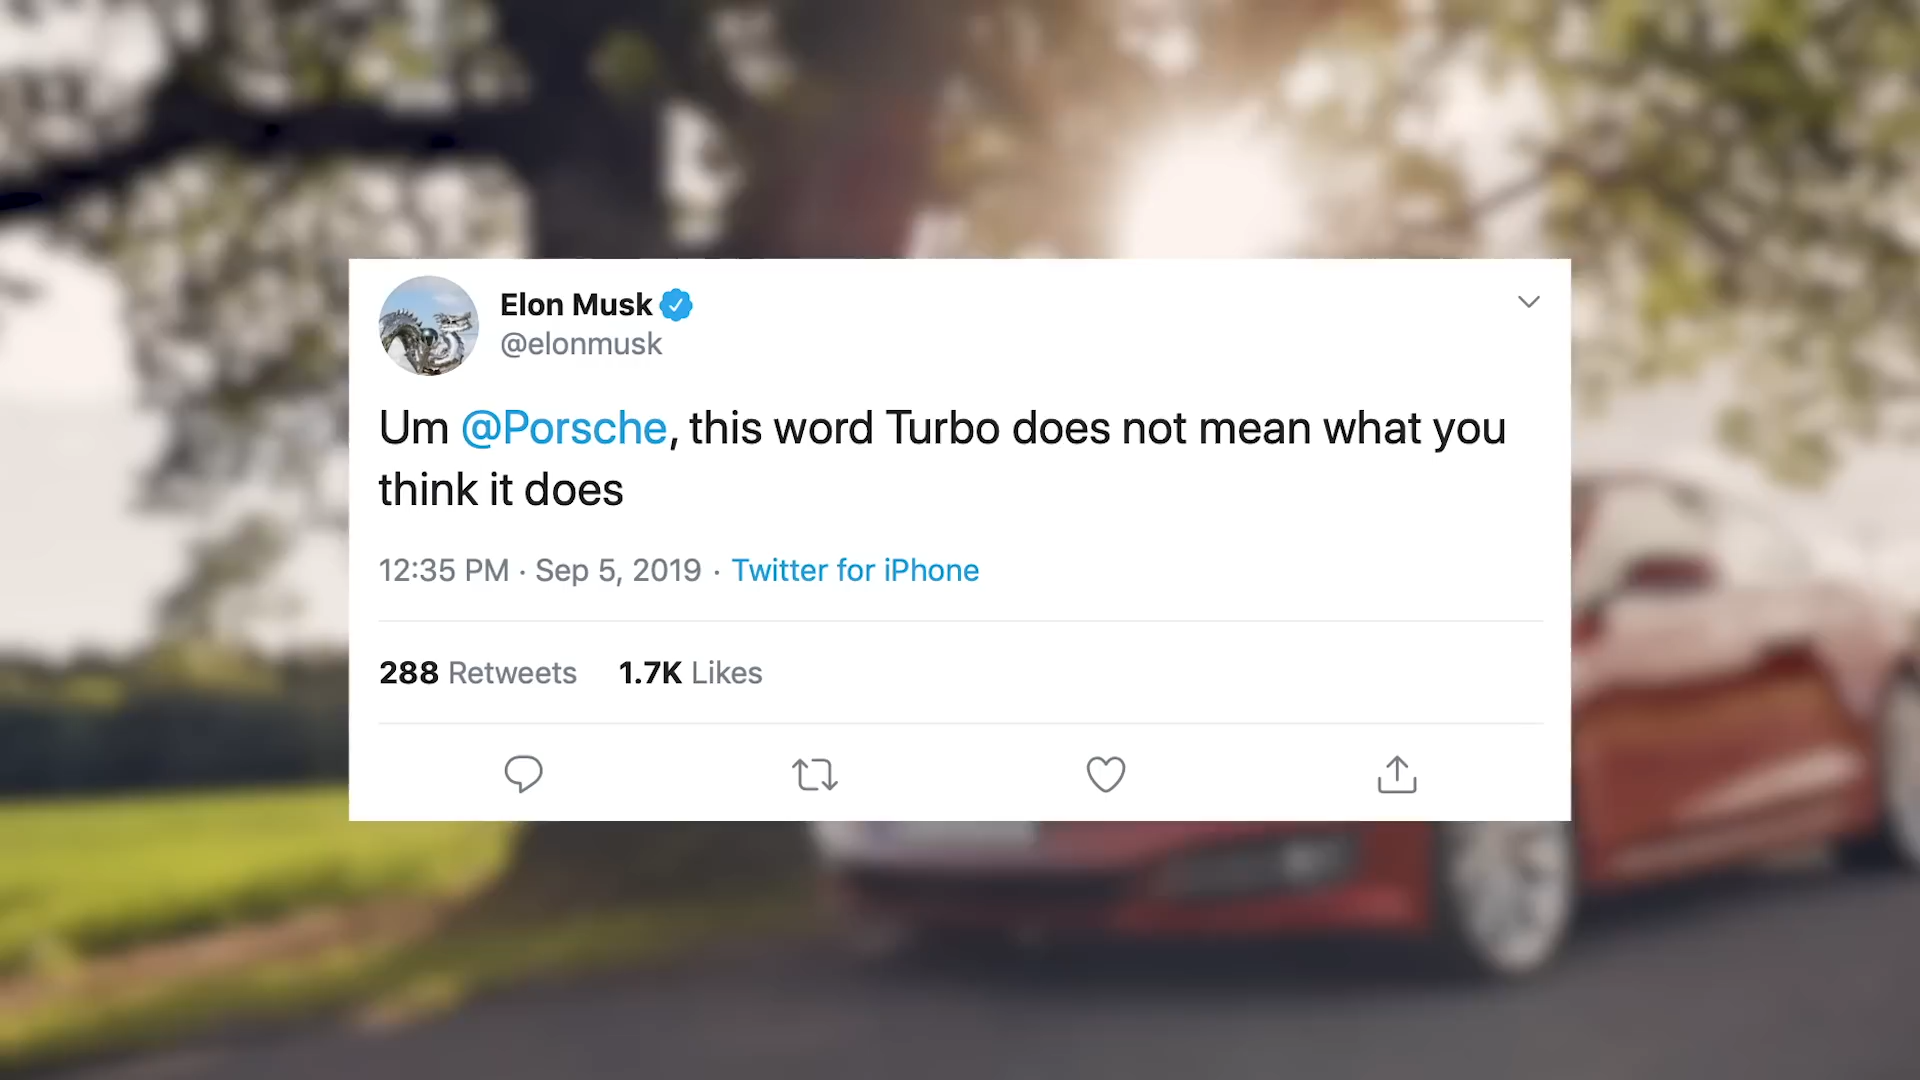 Elon Musk
@elonmusk
Um @Porsche, this word Turbo does not mean what you
think it does
12:35 PM · Sep 5, 2019 · Twitter for iPhone
288 Retweets 1.7K Likes